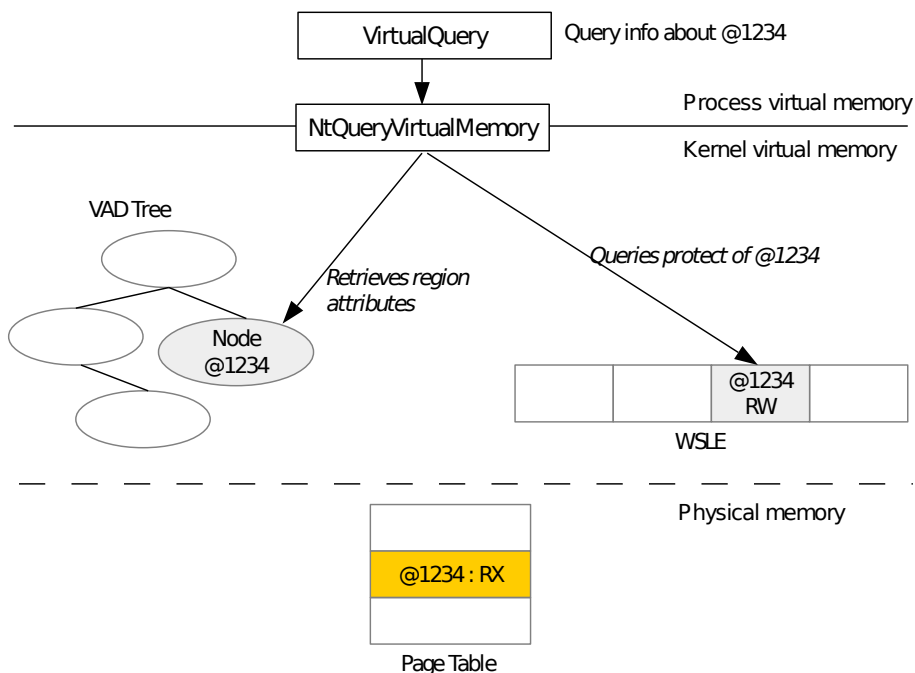 VirtualQuery
Query info about @1234
Process virtual memory
NtQueryVirtualMemory
Kernel virtual memory
VAD Tree
Queries protect of @1234
Retrieves region
attributes
Node
@1234
@1234
RW
WSLE
Physical memory
@1234 : RX
Page Table